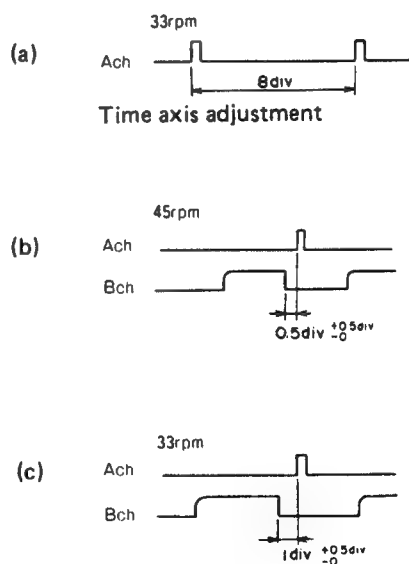 33rpm
(a)
Ach
8div
Time axis adjustment
45rpm
(b)
Ach
Bch
0.5div +0.5div -0
33rpm
(c)
Ach
Bch
1div +0.5div -0